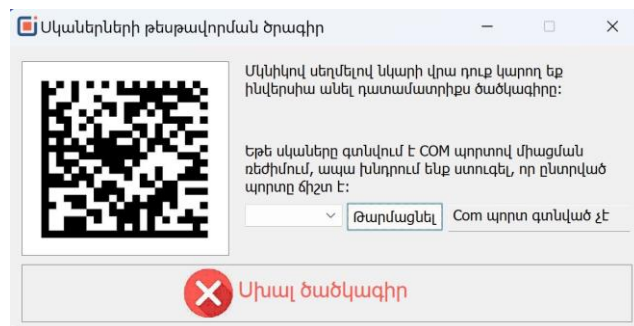 Սկաներների թեսթավորման ծրագիր
Մկնիկով սեղմելով նկարի վրա դուք կարող եք
ինվերսիա անել դատամատրիքս ծածկագիրը:
Եթե սկաները գտնվում է COM պորտով միացման
ռեժիմում, ապա խնդրում ենք ստուգել, որ ընտրված
պորտը ճիշտ է:
Թարմացնել Com պորտ գտնված չէ
Սխալ ծածկագիր